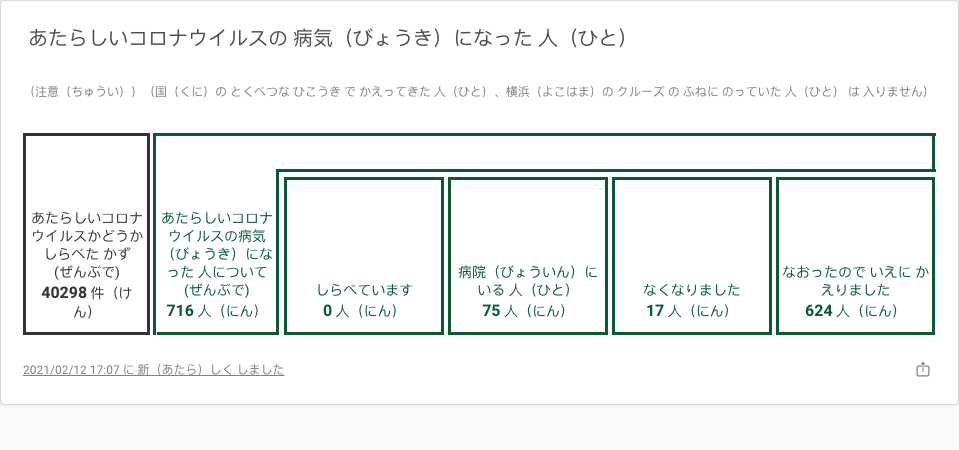 あたらしいコロナウイルスの 病気（びょうき）になった 人（ひと）
（注意（ちゅうい））（国（くに）の とくべつな ひこうき で かえってきた 人（ひと）、横浜（よこはま）の クルーズ の ふねに のっていた 人（ひと） は 入りません）
あたらしいコロナ
ウイルスかどうか
しらべた かず
(ぜんぶで)
40298 件（け
ん）
あたらしいコロナ
ウイルスの病気
（びょうき）にな
った 人について
(ぜんぶで)
716 人（にん）
しらべています
0 人（にん）
病院（びょういん）に
いる 人（ひと）
75 人（にん）
なくなりました
17 人（にん）
なおったので いえに か
えりました
624 人（にん）
2021/02/12 17:07 に 新（あたら）しく しました